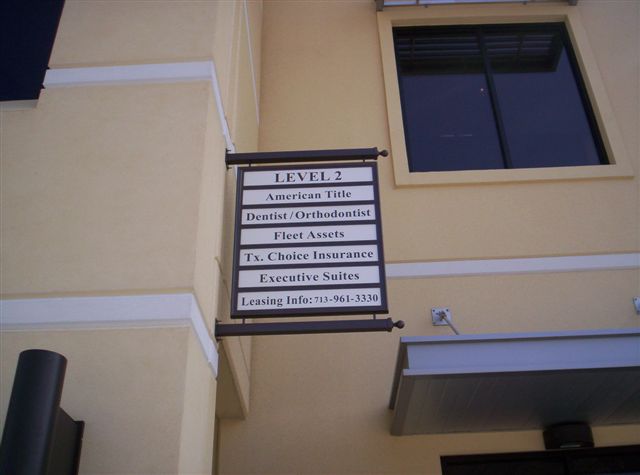 LEVEL 2
American Title
Dentist/Orthodontist
Fleet Assets
Tx. Choice Insurance
Executive Suites
Leasing Info: 713-961-3330